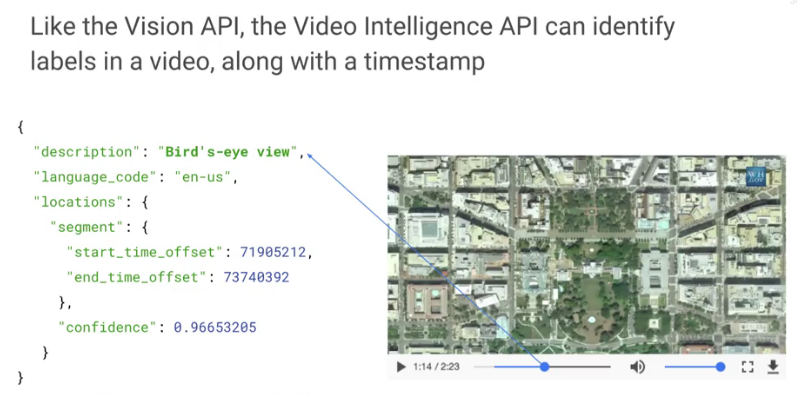 Like the Vision API, the Video Intelligence API can identify
labels in a video, along with a timestamp
{
"description": "Bird's-eye view",
"language_code": "en-us",
"locations": {
"segment": {
"start_time_offset": 71905212,
"end_time_offset": 73740392
},
"confidence": 0.96653205
}
}
WH
.GOV
1:14 / 2:23